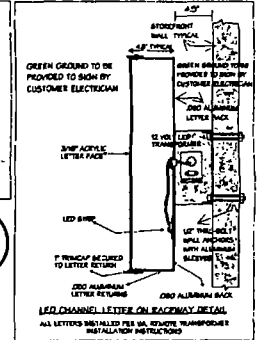 4.5"
STOREFRONT
WALL TYPICAL
4.5" TYPICAL
GREEN GROUND TO BE
PROVIDED TO SIGN BY
CUSTOMER ELECTRICIAN
GREEN GROUND TO BE
PROVIDED TO SIGN BY
CUSTOMER ELECTRICIAN
.080 ALUMINUM
LETTER BACK
3/16" ACRYLIC
LETTER FACE
12 VOLT LED
TRANSFORMER
LED STRIP
1/2" THRU-BOLT
WALL ANCHORS
WITH ALUMINUM
SLEEVES
1" TRIMCAP SECURED
TO LETTER RETURN
.080 ALUMINUM
LETTER RETURNS
.080 ALUMINUM BACK
LED CHANNEL LETTER ON RACEWAY DETAIL
ALL LETTERS INSTALLED PER REMOTE TRANSFORMER
INSTALLATION INSTRUCTIONS